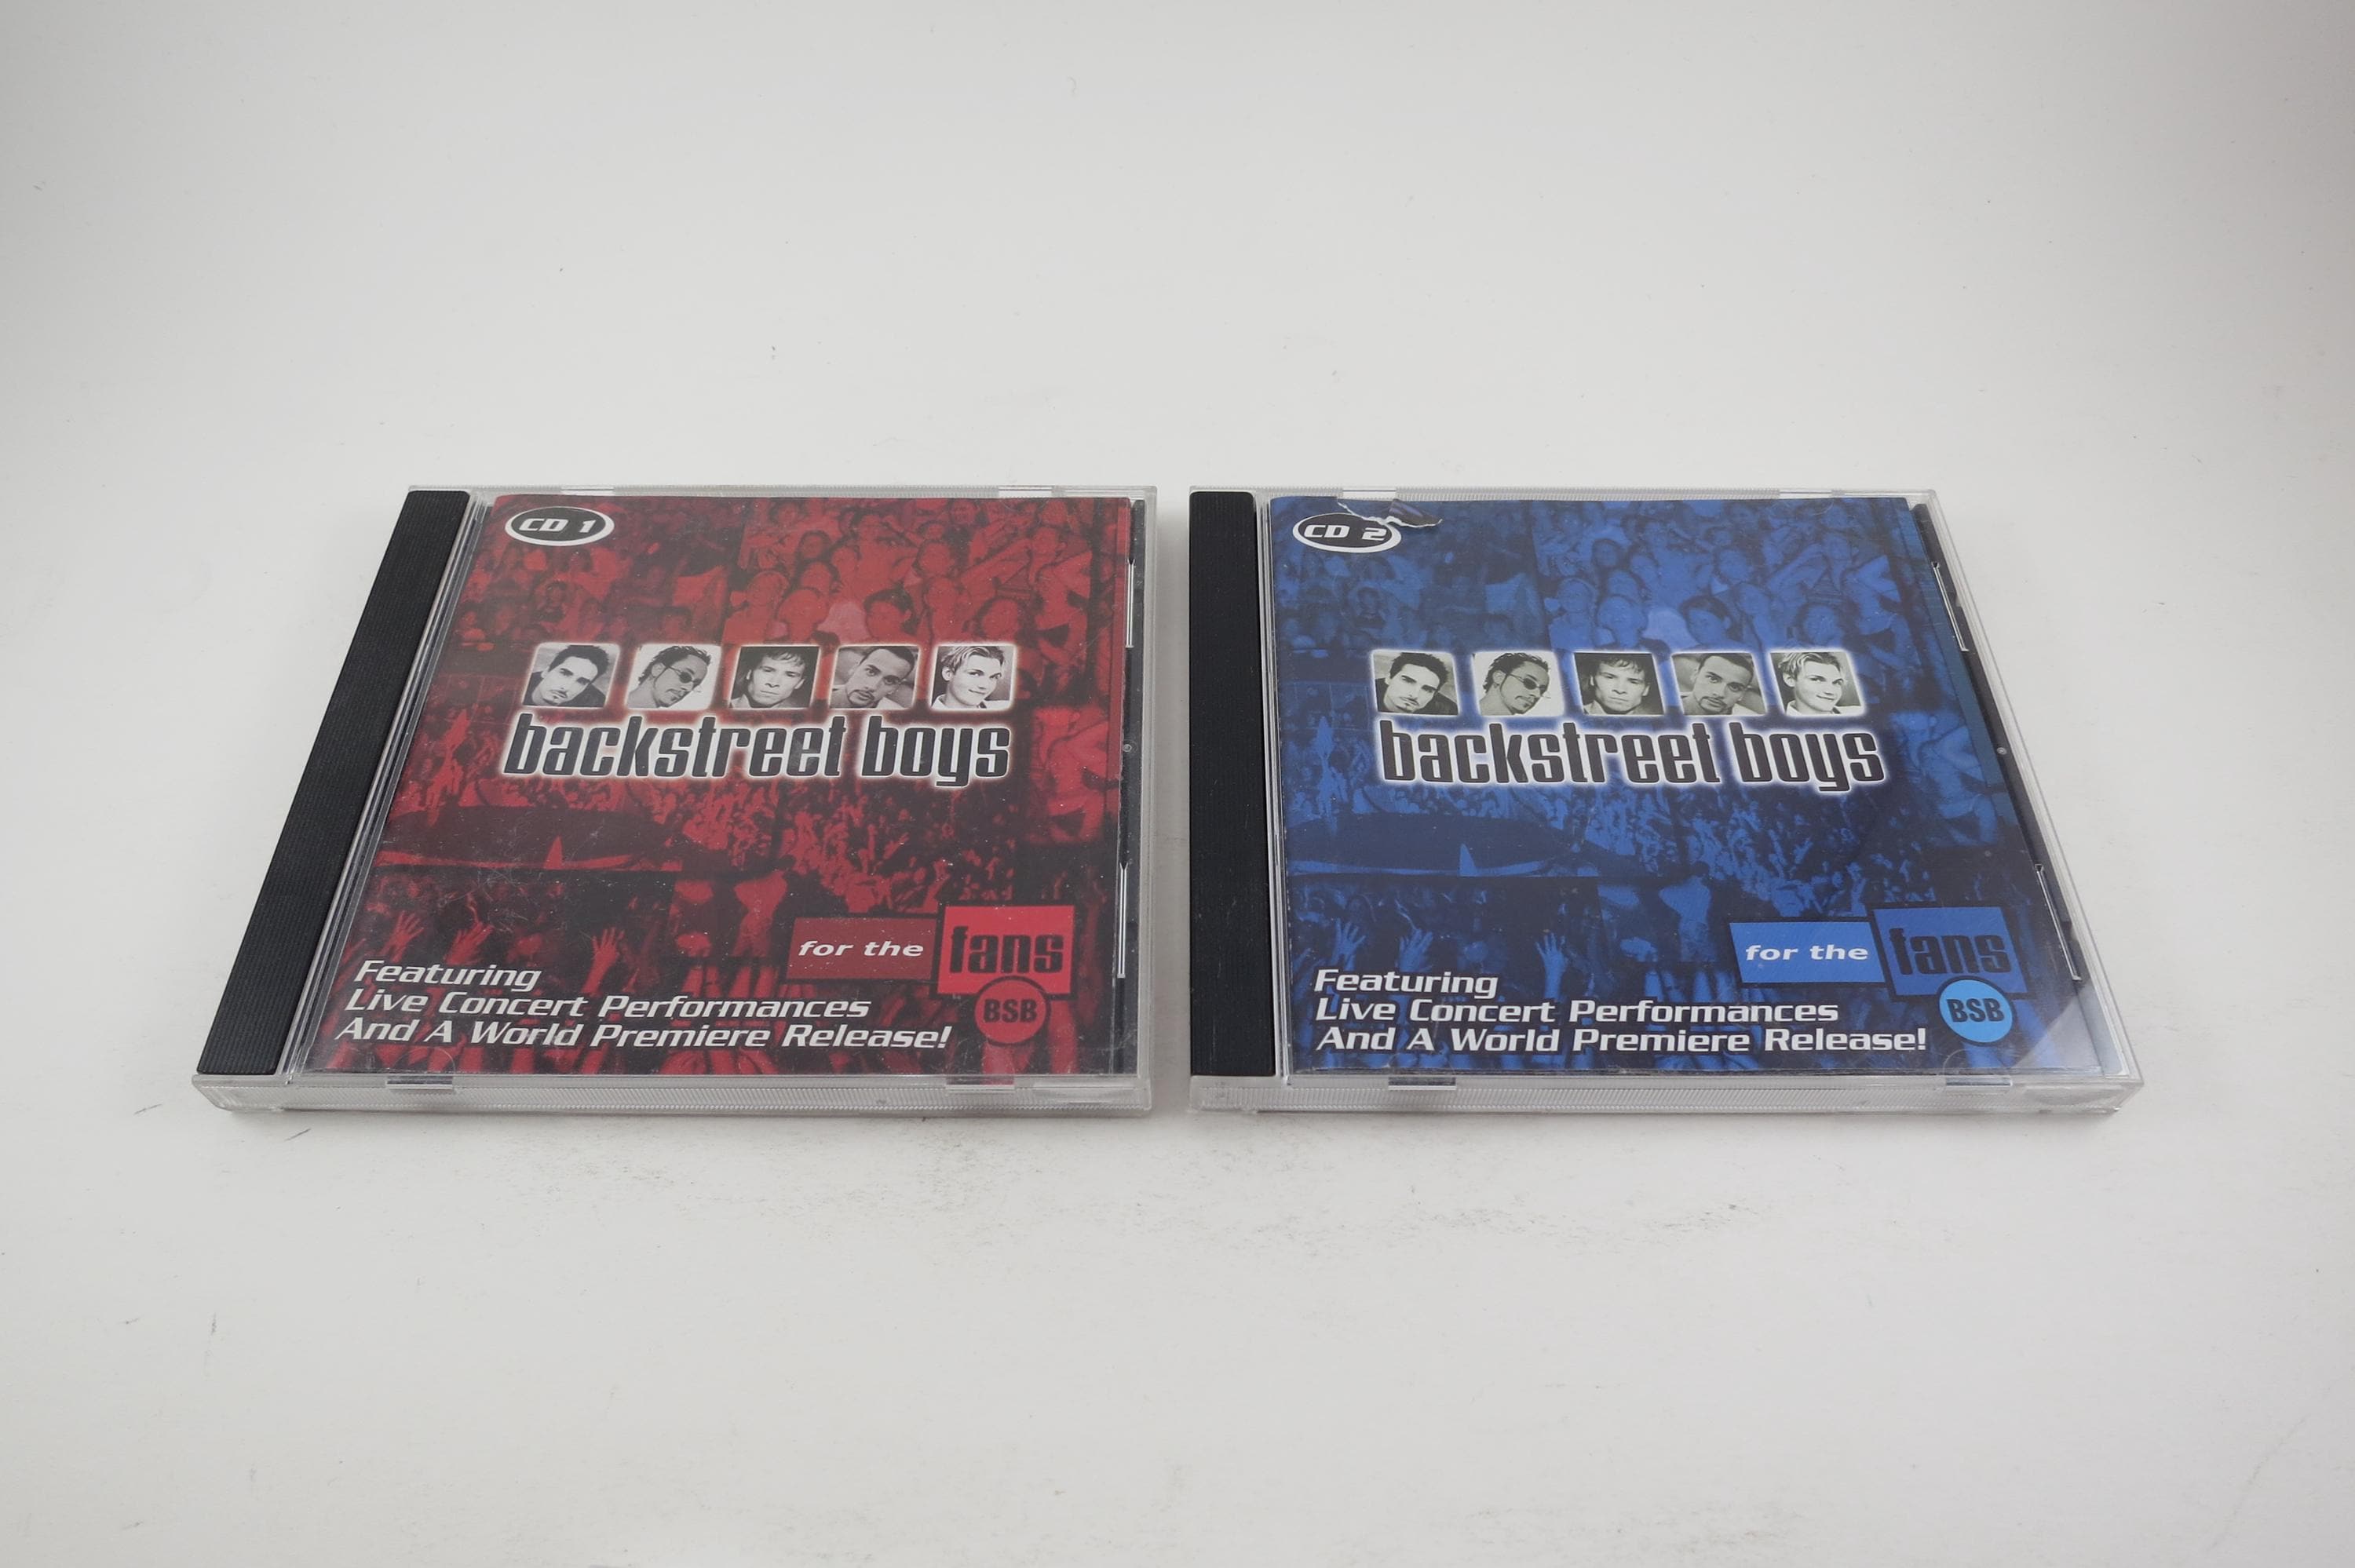 CD 1
backstreet boys
for the
fans
BSB
Featuring
Live Concert Performances
And A World Premiere Release!
CD 2
backstreet boys
for the
fans
BSB
Featuring
Live Concert Performances
And A World Premiere Release!